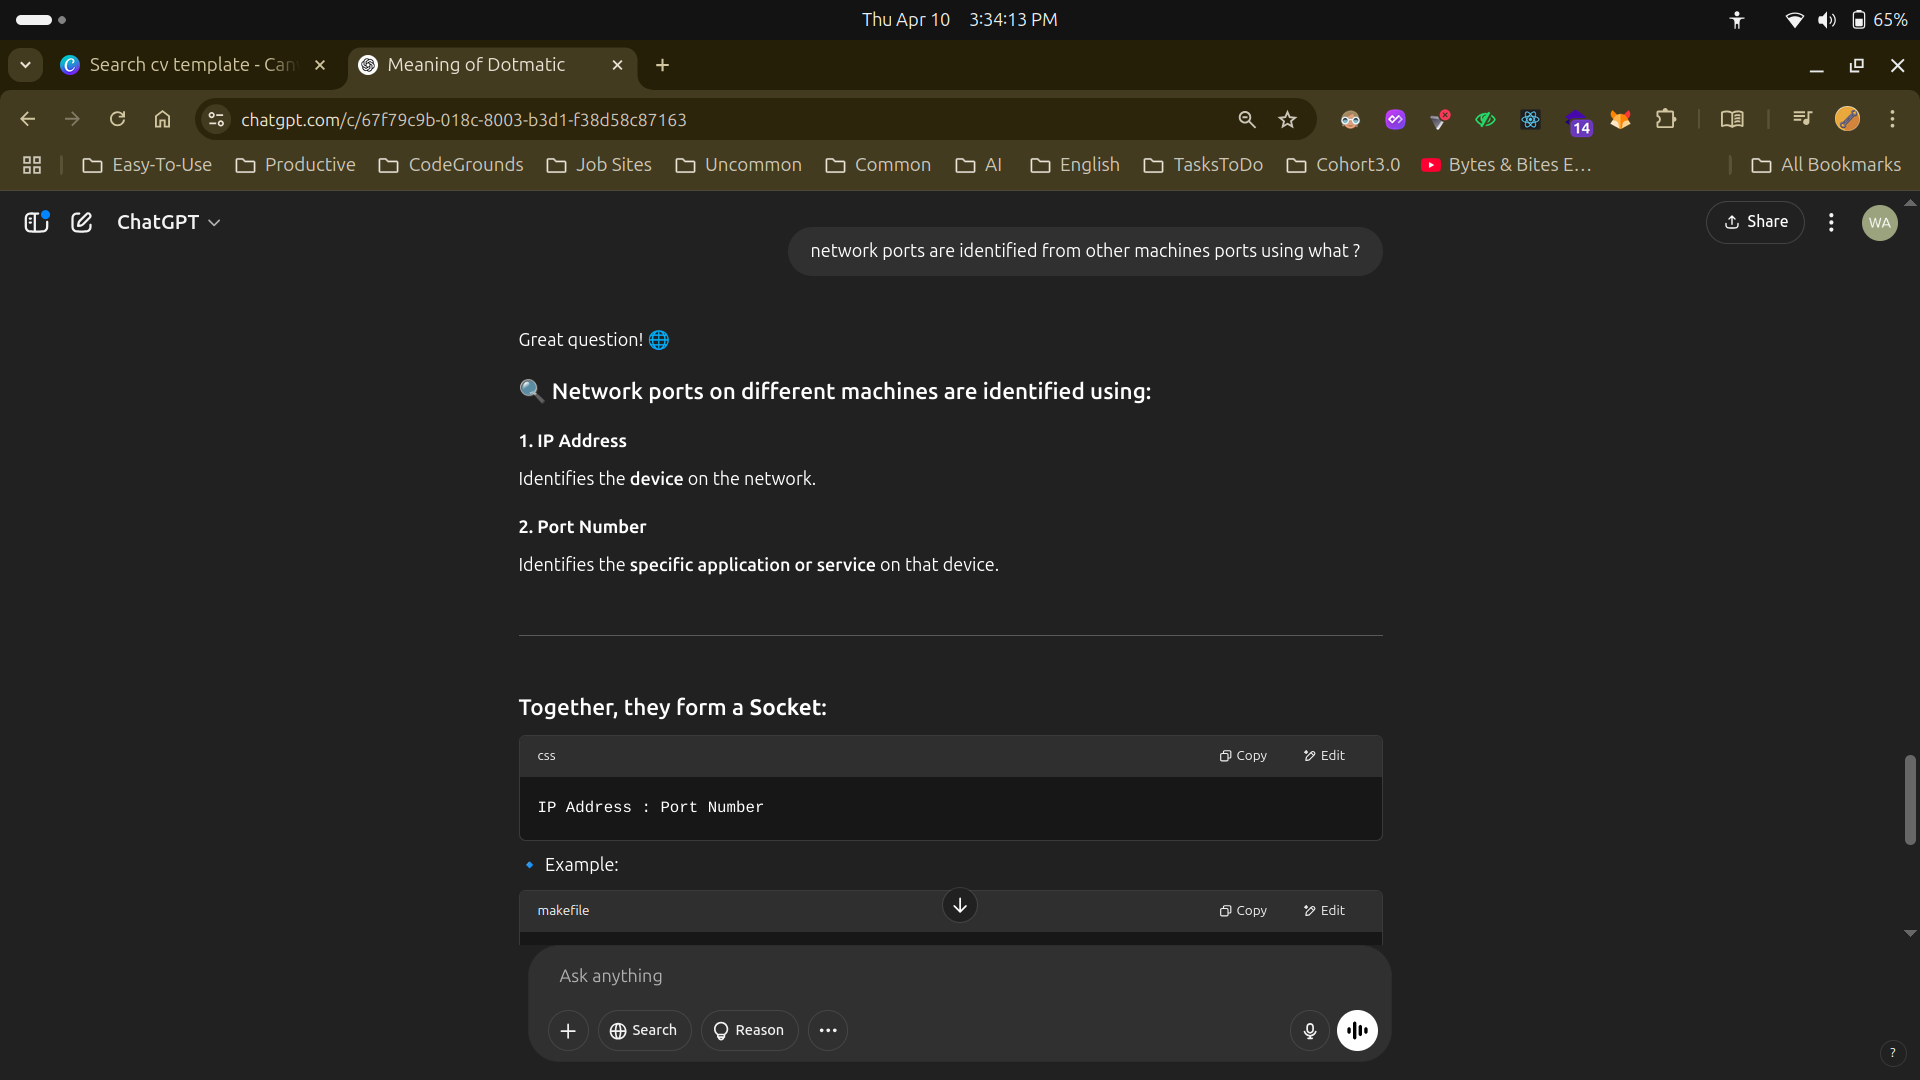 Thu Apr 10 3:34:13 PM
65%
Search cv template - Can
Meaning of Dotmatic
chatgpt.com/c/67f79c9b-018c-8003-b3d1-f38d58c87163
14
Easy-To-Use Productive CodeGrounds Job Sites Uncommon Common AI English TasksToDo Cohort3.0 Bytes & Bites E... All Bookmarks
ChatGPT
Share
WA
network ports are identified from other machines ports using what ?
Great question! 🌐
🔍 Network ports on different machines are identified using:
1. IP Address
Identifies the device on the network.
2. Port Number
Identifies the specific application or service on that device.
Together, they form a Socket:
css Copy Edit
IP Address : Port Number
🔹 Example:
makefile Copy Edit
Ask anything
Search Reason
?